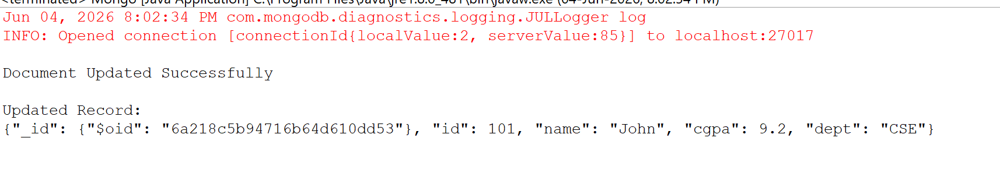 <terminated> Mongo [Java Application] C:\Program Files\Java\jre1.8.0_481\bin\javaw.exe (04-Jun-2026, 8:02:34 PM)
Jun 04, 2026 8:02:34 PM com.mongodb.diagnostics.logging.JULLogger log
INFO: Opened connection [connectionId{localValue:2, serverValue:85}] to localhost:27017
Document Updated Successfully
Updated Record:
{"_id": {"$oid": "6a218c5b94716b64d610dd53"}, "id": 101, "name": "John", "cgpa": 9.2, "dept": "CSE"}